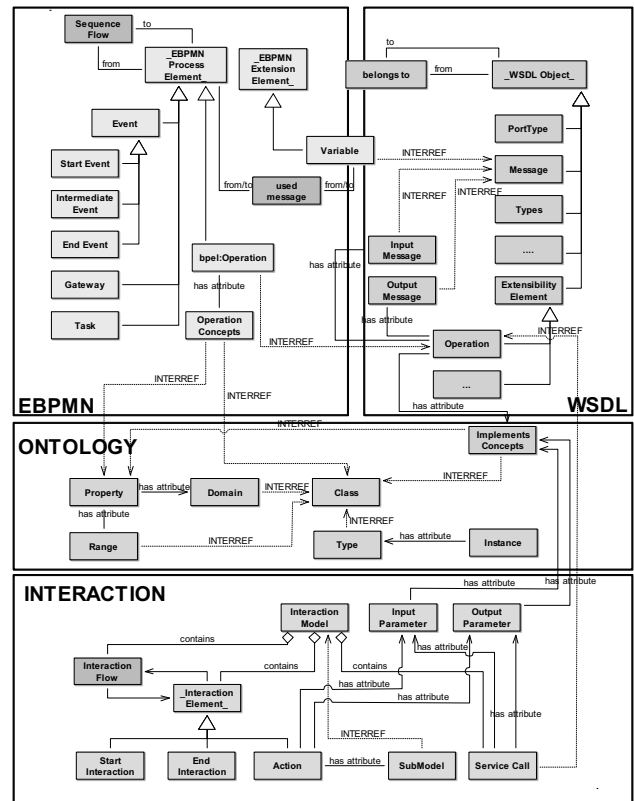 Sequence
Flow
to
from
_EBPMN
Process
Element_
_EBPMN
Extension
Element_
Event
Start Event
Intermediate
Event
End Event
Gateway
Task
Variable
from/to
used
message
from/to
bpel:Operation
has attribute
Operation
Concepts
INTERREF
INTERREF
INTERREF
EBPMN
to
belongs to
from
_WSDL Object_
PortType
INTERREF
Message
INTERREF
Types
....
Input
Message
has attribute
Output
Message
INTERREF
Extensibility
Element
has attribute
Operation
INTERREF
...
has attribute
WSDL
ONTOLOGY
INTERREF
Implements
Concepts
INTERREF
Property
has attribute
Domain
INTERREF
Class
has attribute
Range
INTERREF
INTERREF
Type
has attribute
Instance
INTERACTION
has attribute
has attribute
Interaction
Model
Input
Parameter
Output
Parameter
contains
contains
contains
has attribute
Interaction
Flow
_Interaction
Element_
has attribute
has attribute
INTERREF
Start
Interaction
End
Interaction
Action
has attribute
SubModel
Service Call